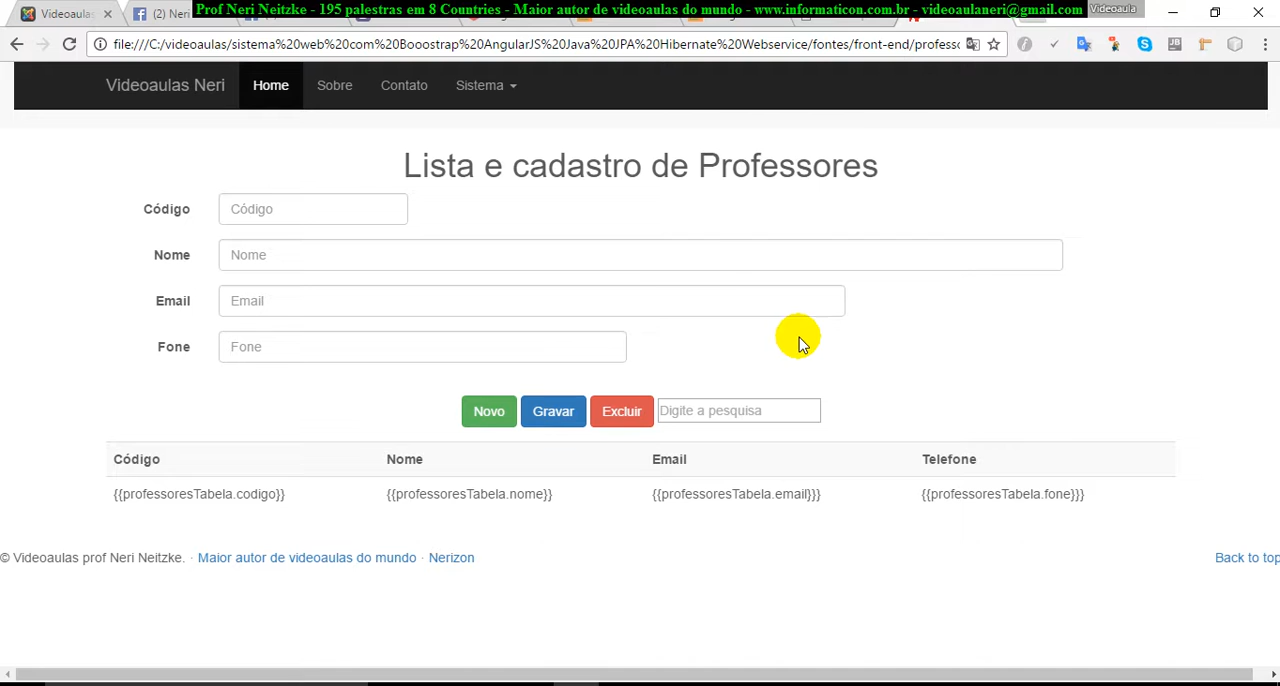 Prof Neri Neitzke - 195 palestras em 8 Countries - Maior autor de videoaulas do mundo - www.informaticon.com.br - videoaulaneri@gmail.com
Videoaula
Videoaulas
(2) Neri
file:///C:/videoaulas/sistema%20web%20com%20Booostrap%20AngularJS%20Java%20JPA%20Hibernate%20Webservice/fontes/front-end/professo
Videoaulas Neri
Home
Sobre
Contato
Sistema
Lista e cadastro de Professores
Código
Código
Nome
Nome
Email
Email
Fone
Fone
Novo
Gravar
Excluir
Digite a pesquisa
Código Nome Email Telefone
{{professoresTabela.codigo}} {{professoresTabela.nome}} {{professoresTabela.email}}} {{professoresTabela.fone}}}
© Videoaulas prof Neri Neitzke. · Maior autor de videoaulas do mundo · Nerizon
Back to top